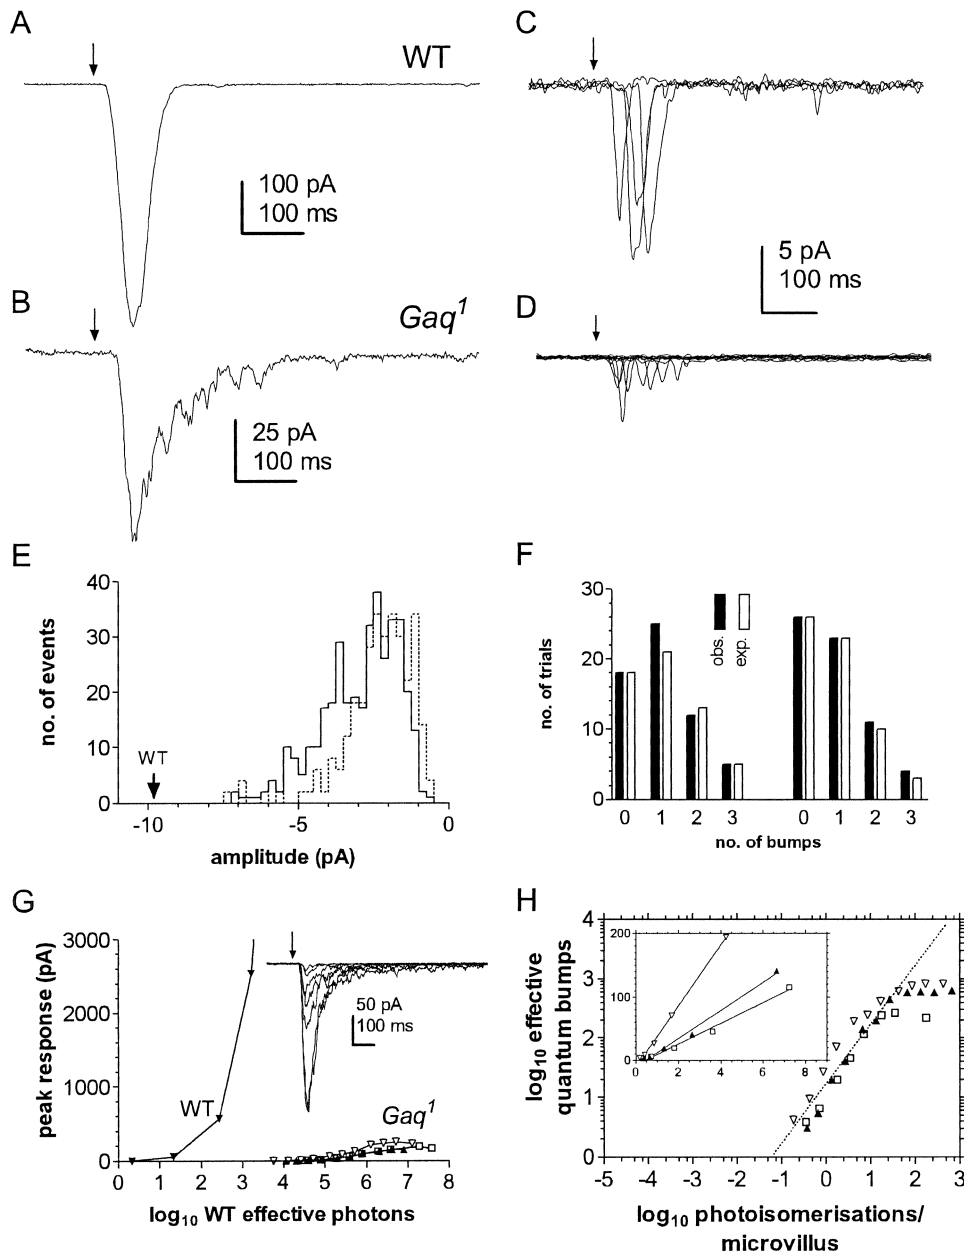 A
WT
100 pA
100 ms
B
Gaq1
25 pA
100 ms
C
5 pA
100 ms
D
E
40
30
20
10
0
no. of events
WT
-10
-5
0
amplitude (pA)
F
30
20
10
0
no. of trials
obs.
exp.
0
1
2
3
0
1
2
3
no. of bumps
G
3000
2000
1000
0
peak response (pA)
50 pA
100 ms
WT
Gaq1
0
1
2
3
4
5
6
7
8
log10 WT effective photons
H
4
3
2
1
0
log10 effective
quantum bumps
200
100
0
0
2
4
6
8
-5
-4
-3
-2
-1
0
1
2
3
log10 photoisomerisations/
microvillus